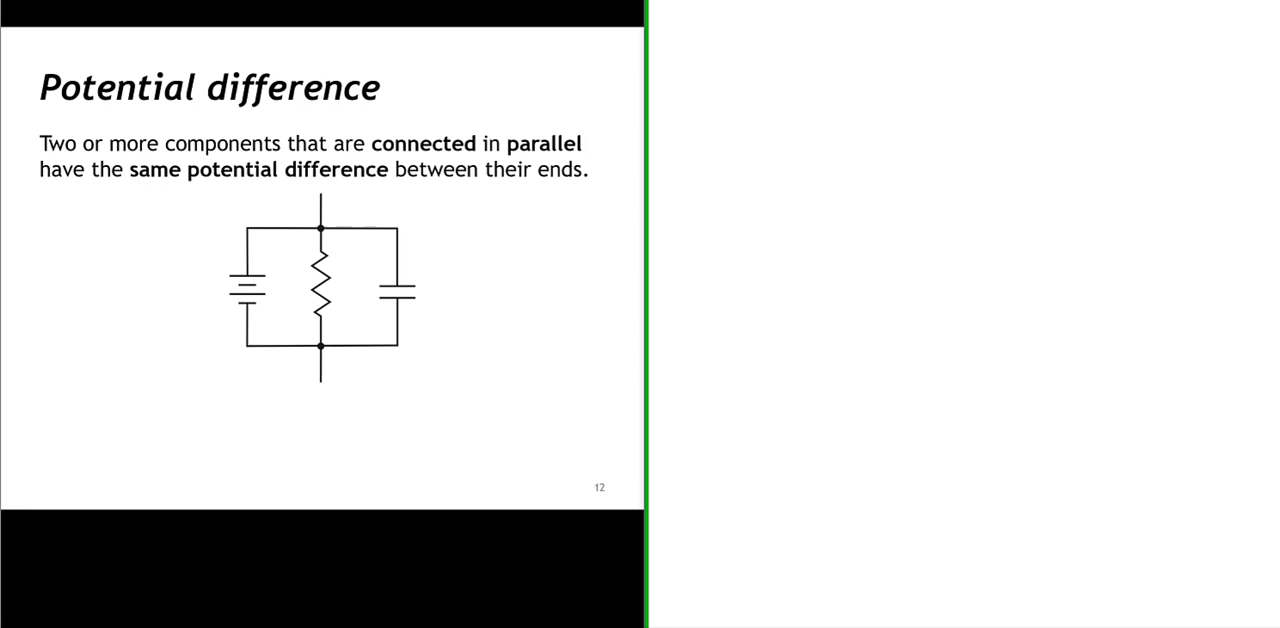 Potential difference
Two or more components that are connected in parallel
have the same potential difference between their ends.
12